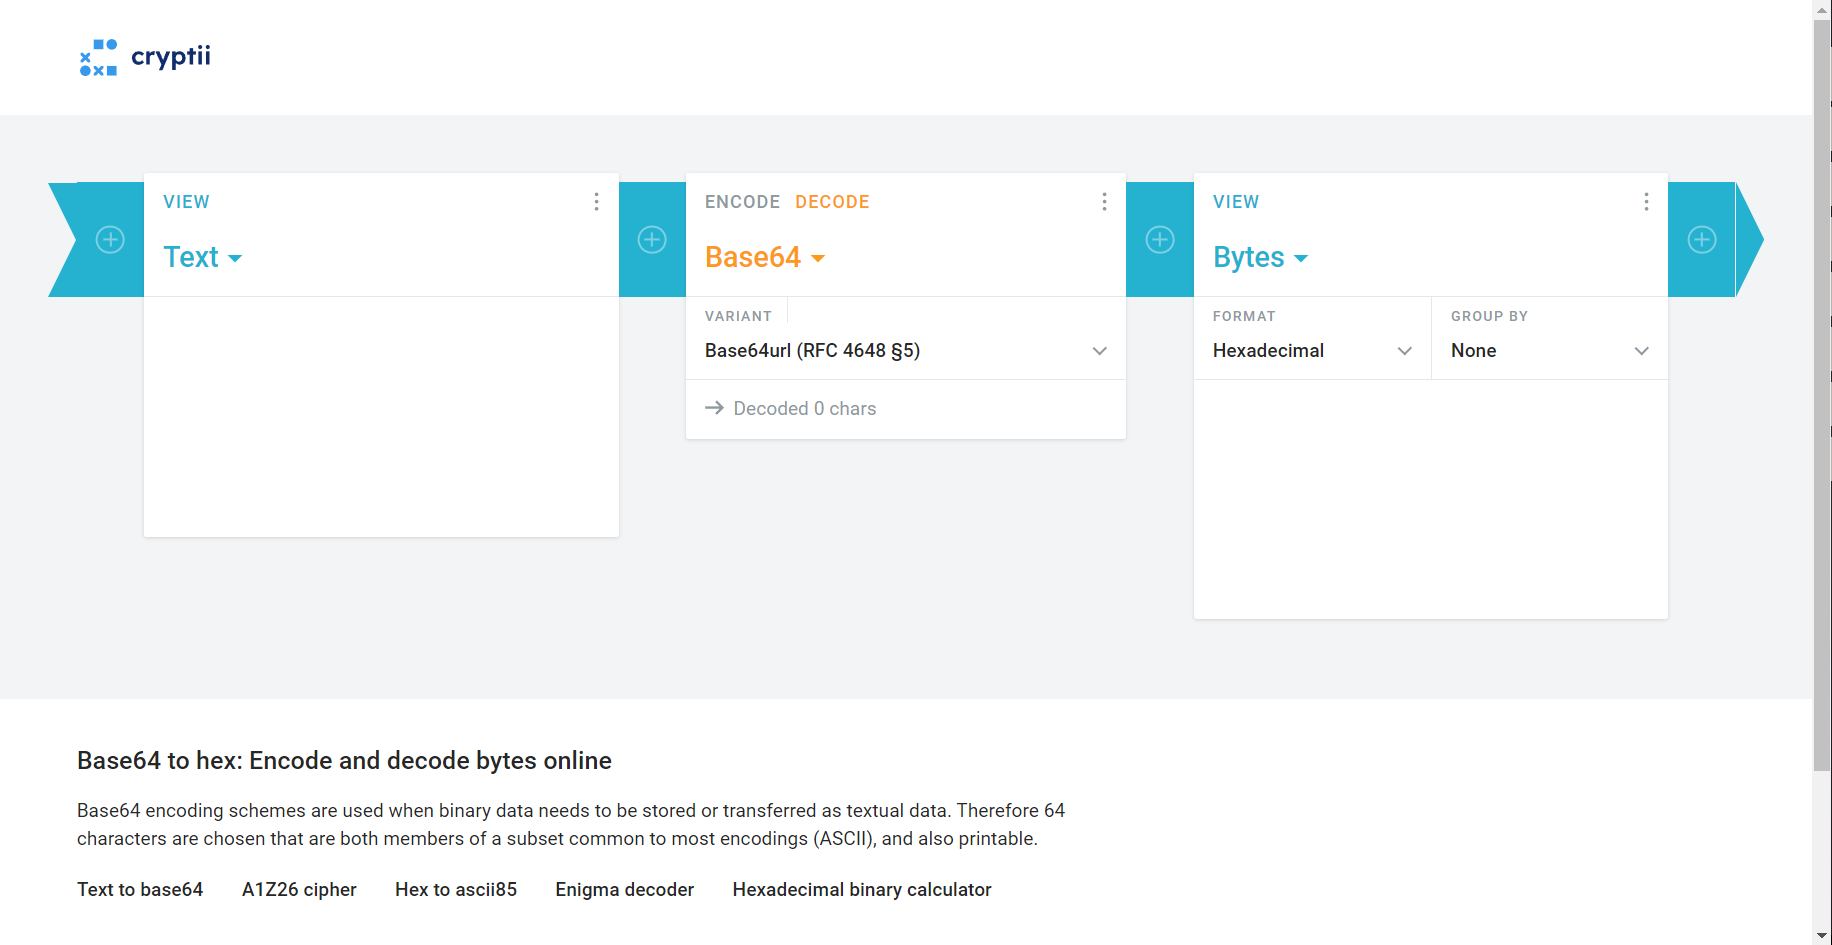 cryptii
VIEW
Text
ENCODE DECODE
Base64
VARIANT
Base64url (RFC 4648 §5)
Decoded 0 chars
VIEW
Bytes
FORMAT
Hexadecimal
GROUP BY
None
Base64 to hex: Encode and decode bytes online
Base64 encoding schemes are used when binary data needs to be stored or transferred as textual data. Therefore 64
characters are chosen that are both members of a subset common to most encodings (ASCII), and also printable.
Text to base64 A1Z26 cipher Hex to ascii85 Enigma decoder Hexadecimal binary calculator